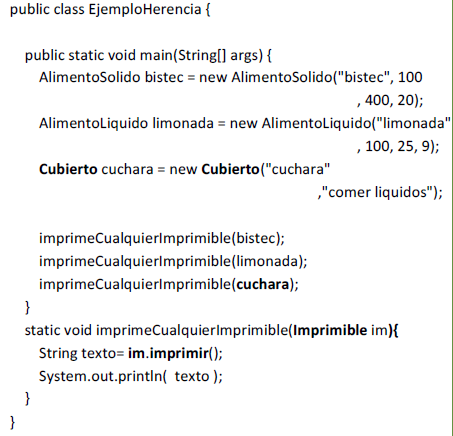 public class EjemploHerencia {
public static void main(String[] args) {
AlimentoSolido bistec = new AlimentoSolido("bistec", 100
, 400, 20);
AlimentoLiquido limonada = new AlimentoLiquido("limonada"
, 100, 25, 9);
Cubierto cuchara = new Cubierto("cuchara"
,"comer liquidos");
imprimeCualquierImprimible(bistec);
imprimeCualquierImprimible(limonada);
imprimeCualquierImprimible(cuchara);
}
static void imprimeCualquierImprimible(Imprimible im){
String texto= im.imprimir();
System.out.println( texto );
}
}